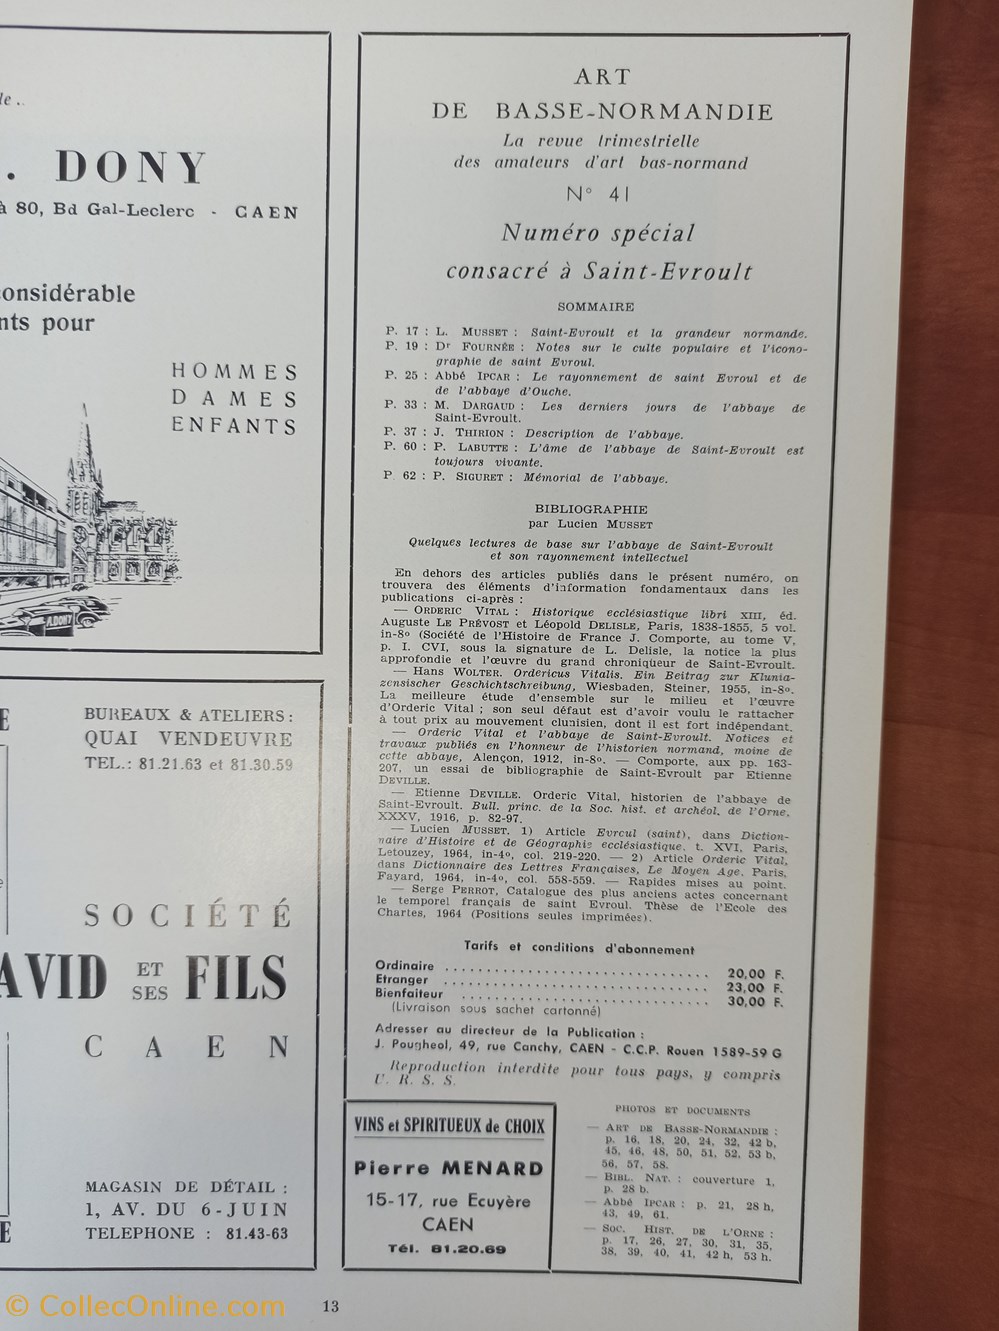 le ..
. DONY
à 80, Bd Gal-Leclerc - CAEN
onsidérable
nts pour
HOMMES
DAMES
ENFANTS
A.DONY
BUREAUX & ATELIERS :
QUAI VENDEUVRE
TEL. : 81.21.63 et 81.30.59
SOCIÉTÉ
AVID ET SES FILS
CAEN
MAGASIN DE DÉTAIL :
1, AV. DU 6-JUIN
TELEPHONE : 81.43-63
ART
DE BASSE-NORMANDIE
La revue trimestrielle
des amateurs d'art bas-normand
N° 41
Numéro spécial
consacré à Saint-Evroult
SOMMAIRE
P. 17 : L. MUSSET : Saint-Evroult et la grandeur normande.
P. 19 : Dr FOURNÉE : Notes sur le culte populaire et l'icono-
graphie de saint Evroul.
P. 25 : Abbé IPCAR : Le rayonnement de saint Evroul et de
de l'abbaye d'Ouche.
P. 33 : M. DARGAUD : Les derniers jours de l'abbaye de
Saint-Evroult.
P. 37 : J. THIRION : Description de l'abbaye.
P. 60 : P. LABUTTE : L'âme de l'abbaye de Saint-Evroult est
toujours vivante.
P. 62 : P. SIGURET : Mémorial de l'abbaye.
BIBLIOGRAPHIE
par Lucien MUSSET
Quelques lectures de base sur l'abbaye de Saint-Evroult
et son rayonnement intellectuel
En dehors des articles publiés dans le présent numéro, on
trouvera des éléments d'information fondamentaux dans les
publications ci-après :
— ORDERIC VITAL : Historique ecclésiastique libri XIII, éd.
Auguste LE PRÉVOST et Léopold DELISLE, Paris, 1838-1855, 5 vol.
in-8o (Société de l'Histoire de France J. Comporte, au tome V,
p. I. CVI, sous la signature de L. Delisle, la notice la plus
approfondie et l'œuvre du grand chroniqueur de Saint-Evroult.
— Hans WOLTER. Ordericus Vitalis. Ein Beitrag zur Klunia-
zensischer Geschichtschreibung, Wiesbaden, Steiner, 1955, in-8o.
La meilleure étude d'ensemble sur le milieu et l'œuvre
d'Orderic Vital ; son seul défaut est d'avoir voulu le rattacher
à tout prix au mouvement clunisien, dont il est fort indépendant.
— Orderic Vital et l'abbaye de Saint-Evroult. Notices et
travaux publiés en l'honneur de l'historien normand, moine de
cette abbaye, Alençon, 1912, in-8o. — Comporte, aux pp. 163-
207, un essai de bibliographie de Saint-Evroult par Etienne
DEVILLE.
— Etienne DEVILLE. Orderic Vital, historien de l'abbaye de
Saint-Evroult. Bull. princ. de la Soc. hist. et archéol. de l'Orne,
XXXV, 1916, p. 82-97.
— Lucien MUSSET. 1) Article Evrcul (saint), dans Diction-
naire d'Histoire et de Géographie ecclésiastique. t. XVI, Paris,
Letouzey, 1964, in-4o, col. 219-220. — 2) Article Orderic Vital,
dans Dictionnaire des Lettres Françaises, Le Moyen Age. Paris,
Fayard, 1964, in-4o, col. 558-559. — Rapides mises au point.
— Serge PERROT, Catalogue des plus anciens actes concernant
le temporel français de saint Evroul. Thèse de l'Ecole des
Chartes, 1964 (Positions seules imprimées).
Tarifs et conditions d'abonnement
Ordinaire .............................. 20,00 F.
Etranger .............................. 23,00 F.
Bienfaiteur .............................. 30,00 F.
(Livraison sous sachet cartonné)
Adresser au directeur de la Publication :
J. Pougheol, 49, rue Canchy, CAEN - C.C.P. Rouen 1589-59 G
Reproduction interdite pour tous pays, y compris
U. R. S. S.
VINS et SPIRITUEUX de CHOIX
Pierre MENARD
15-17, rue Ecuyère
CAEN
Tél. 81.20.69
PHOTOS ET DOCUMENTS
— ART DE BASSE-NORMANDIE :
p. 16, 18, 20, 24, 32, 42 b,
45, 46, 48, 50, 51, 52, 53 b,
56, 57, 58.
— BIBL. NAT. : couverture 1,
p. 28 b.
— Abbé IPCAR : p. 21, 28 h,
43, 49, 61.
— SOC. HIST. DE L'ORNE :
p. 17, 26, 27, 30, 31, 35,
38, 39, 40, 41, 42 h, 53 h.
13
© CollecOnline.com